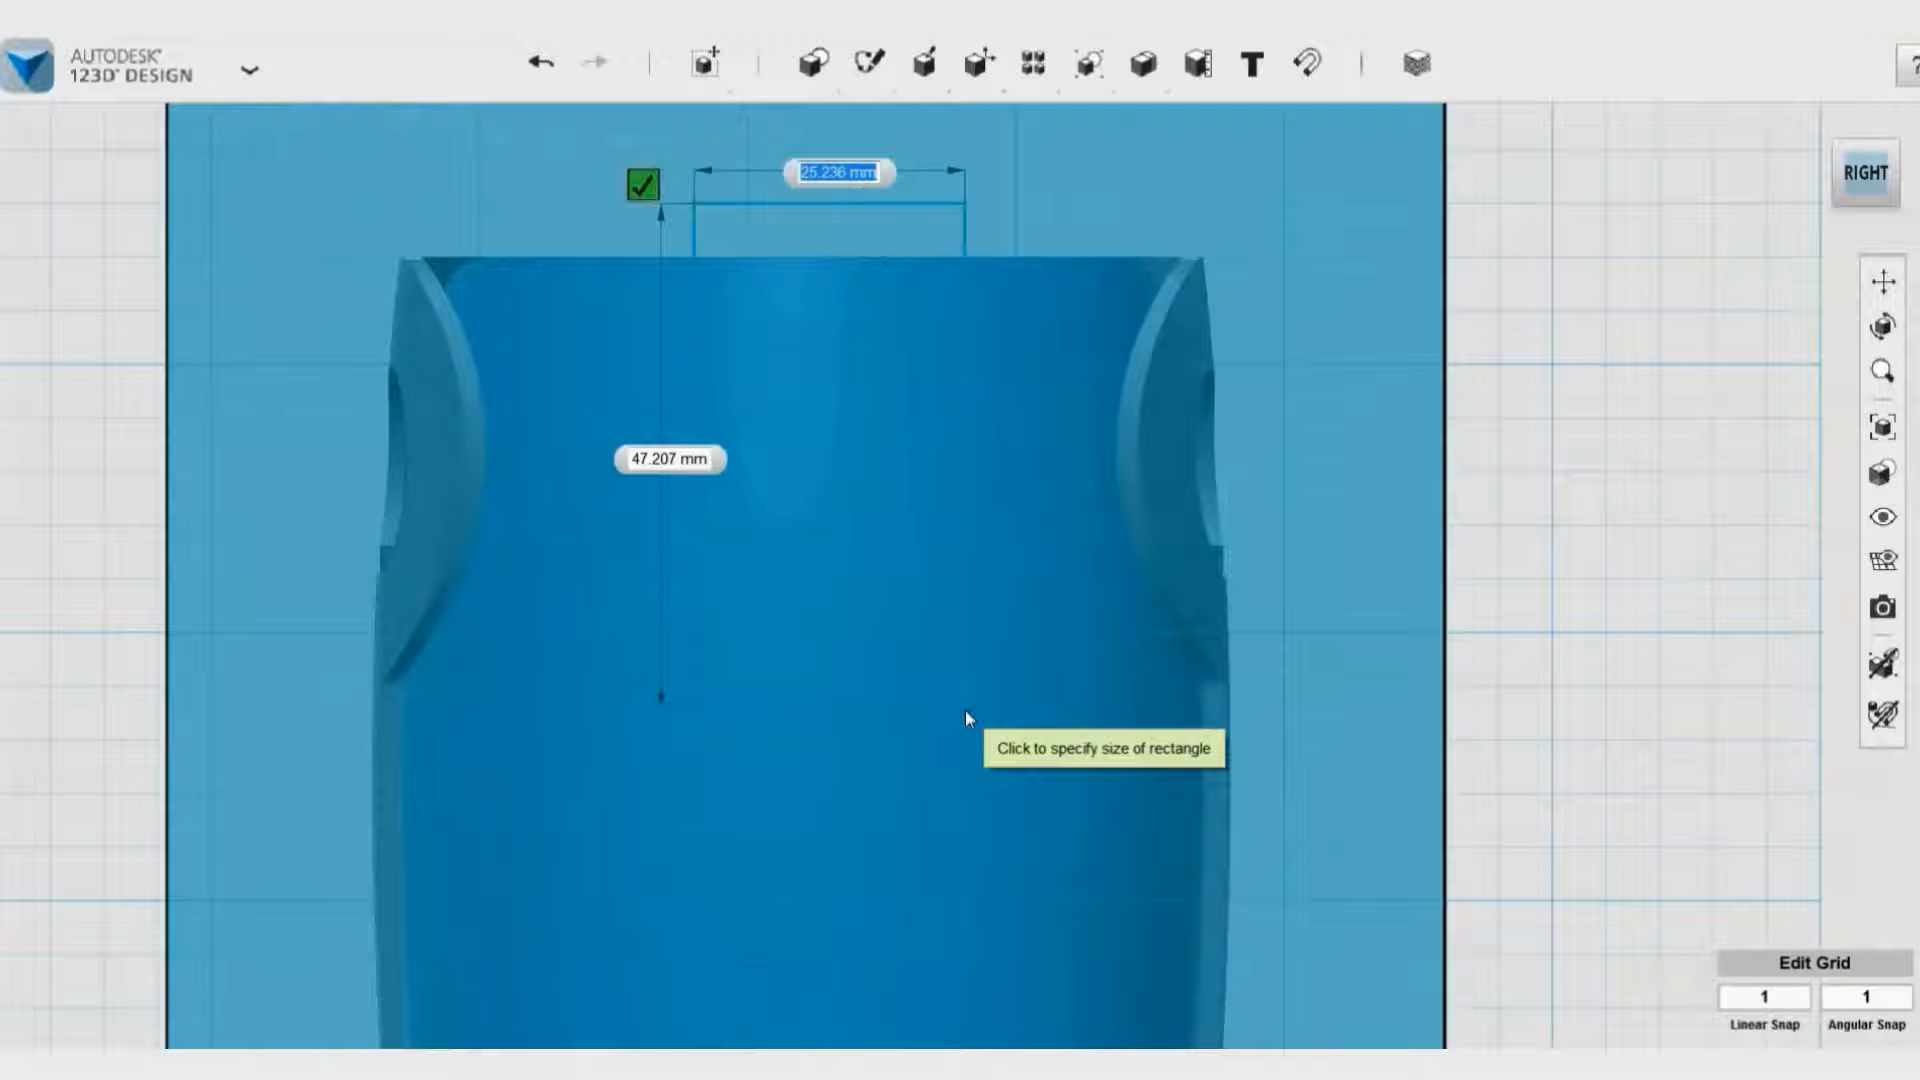 AUTODESK®
123D® DESIGN
T
?
25.236 mm
RIGHT
47.207 mm
Click to specify size of rectangle
Edit Grid
1
1
Linear Snap
Angular Snap